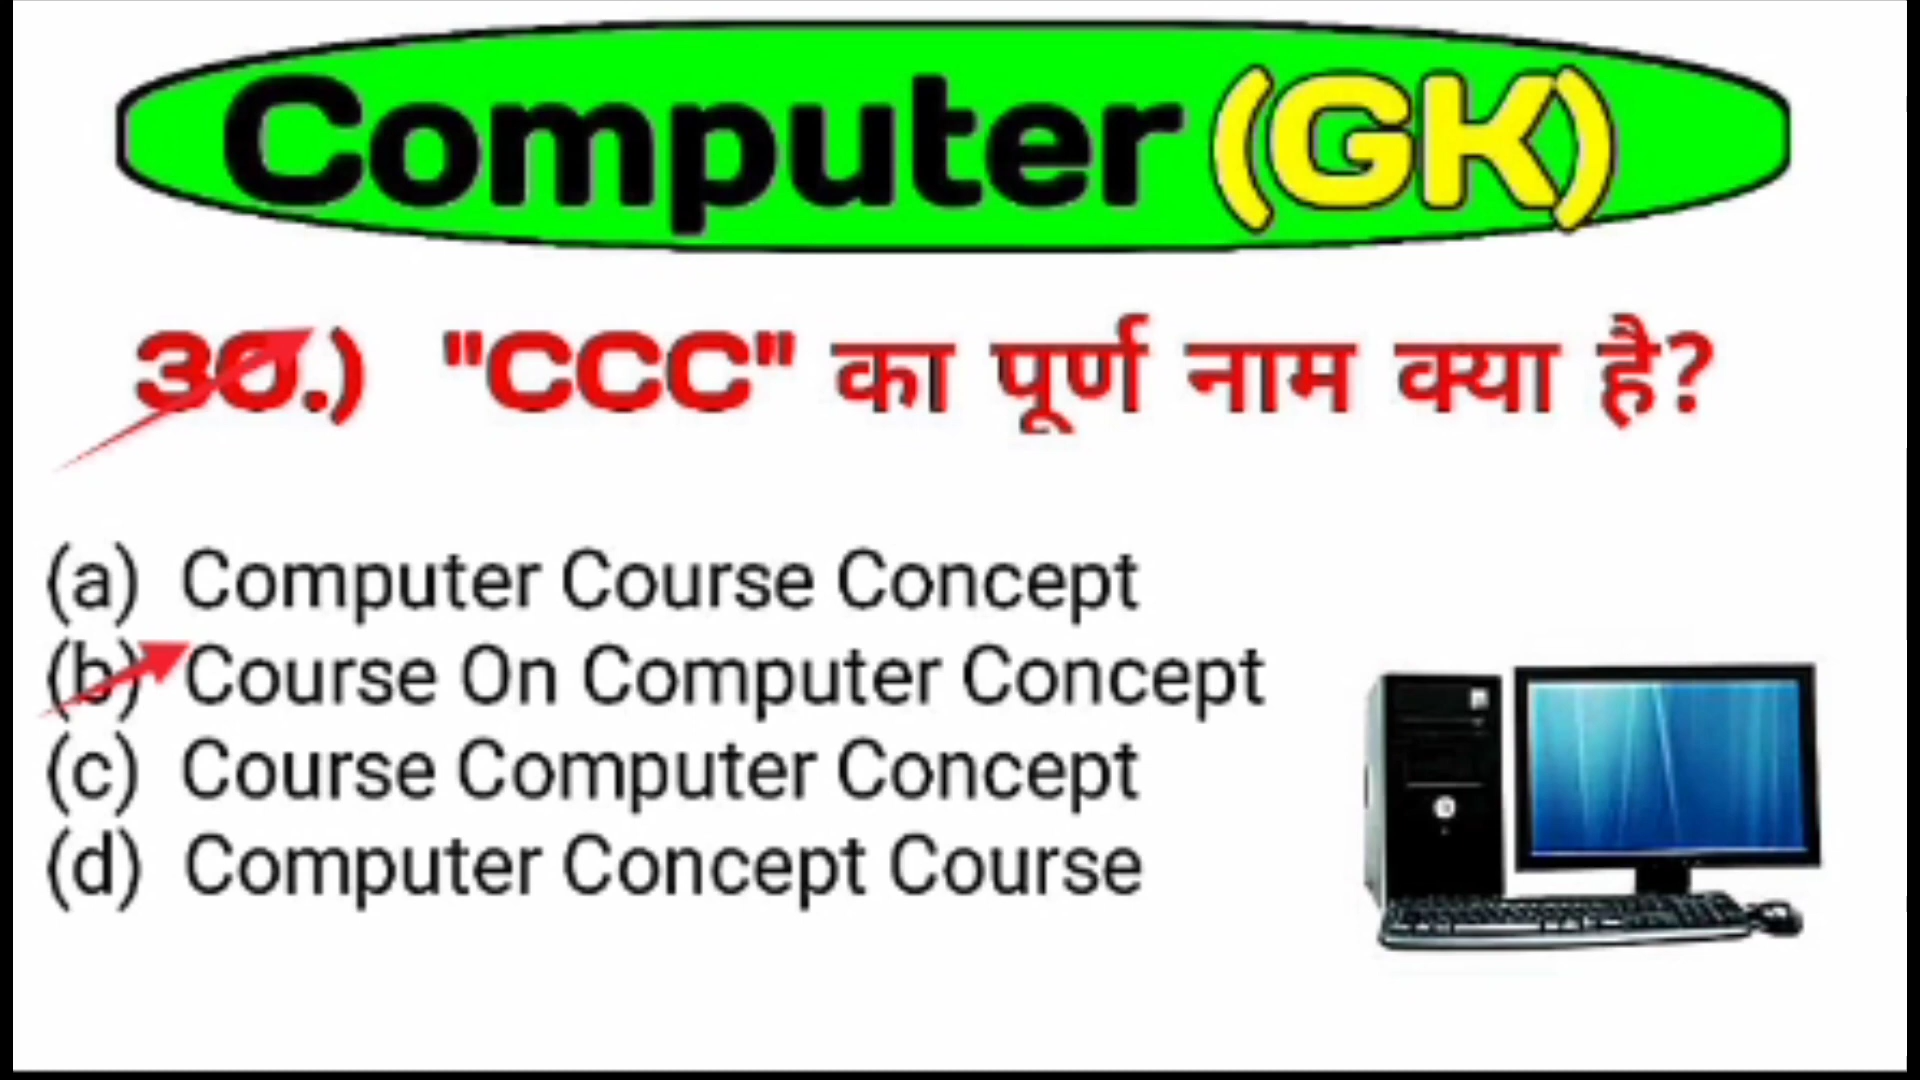 Computer (GK)
30.) "CCC" का पूर्ण नाम क्या है?
(a) Computer Course Concept
(b) Course On Computer Concept
(c) Course Computer Concept
(d) Computer Concept Course